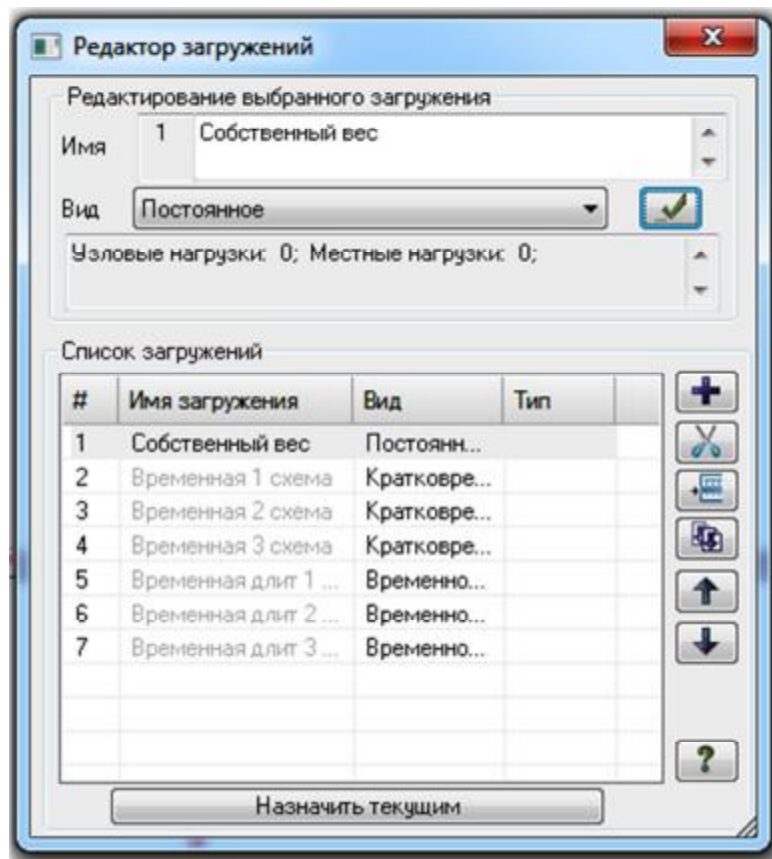 Редактор загружений
Редактирование выбранного загружения
Имя 1 Собственный вес
Вид Постоянное
Узловые нагрузки: 0; Местные нагрузки: 0;
Список загружений
# Имя загружения Вид Тип
1 Собственный вес Постоянн...
2 Временная 1 схема Кратковре...
3 Временная 2 схема Кратковре...
4 Временная 3 схема Кратковре...
5 Временная длит 1 ... Временно...
6 Временная длит 2 ... Временно...
7 Временная длит 3 ... Временно...
?
Назначить текущим